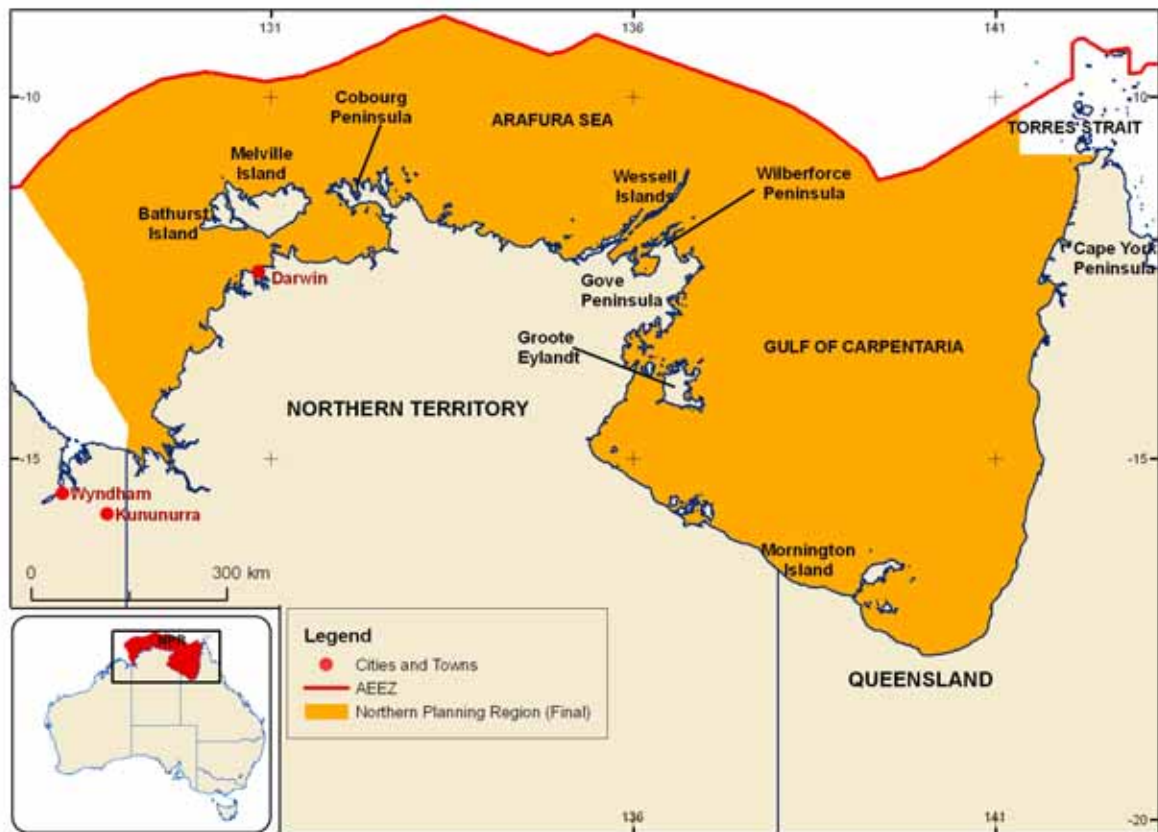 131
136
141
-10
-10
Cobourg
Peninsula
ARAFURA SEA
TORRES STRAIT
Melville
Island
Wessell
Islands
Wilberforce
Peninsula
Bathurst
Island
Darwin
Gove
Peninsula
Cape York
Peninsula
Groote
Eylandt
GULF OF CARPENTARIA
NORTHERN TERRITORY
-15
-15
Wyndham
Kununurra
Mornington
Island
0 300 km
QUEENSLAND
NPR
Legend
Cities and Towns
AEEZ
Northern Planning Region (Final)
136
141
-20